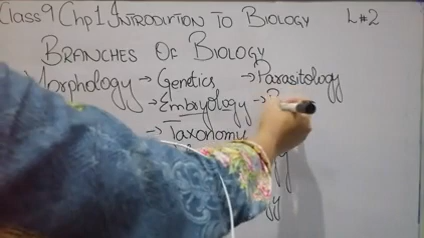 Class 9 Chp 1 INTRODUCTION TO BIOLOGY L#2
BRANCHES OF BIOLOGY
Morphology → Genetics → Parasitology
→ Embryology →
→ Taxonomy